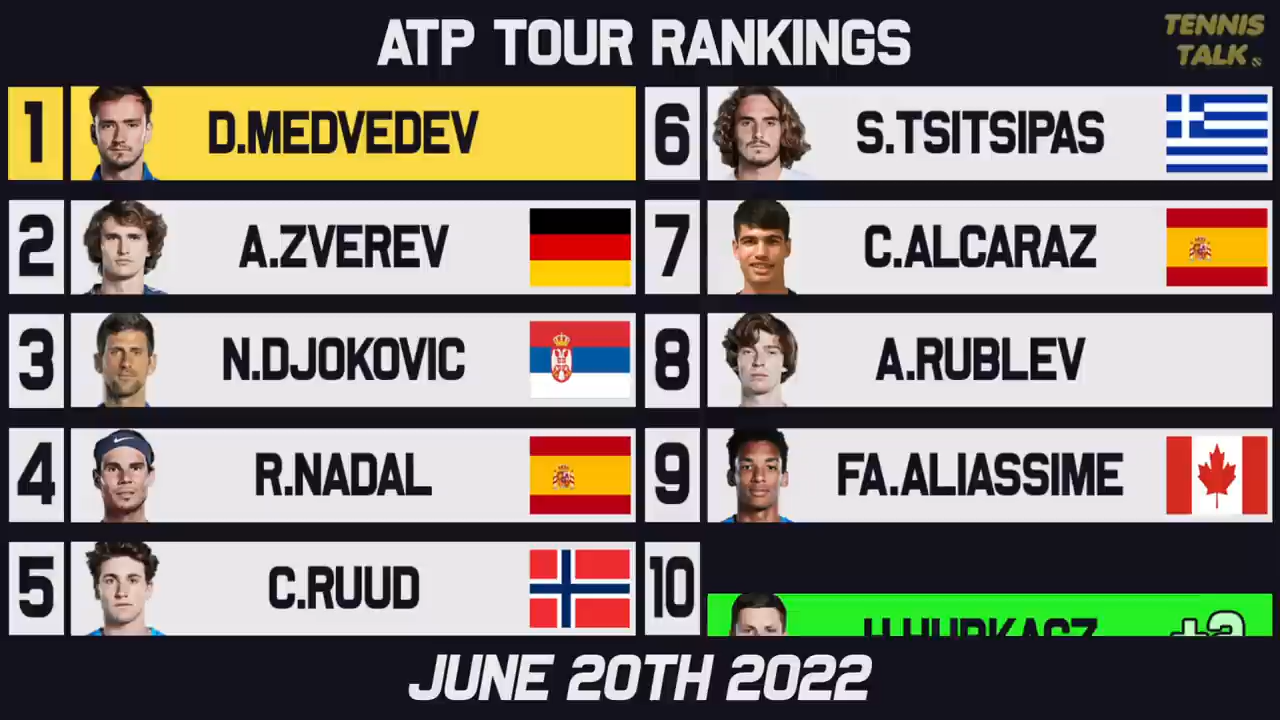 ATP TOUR RANKINGS
TENNIS
TALK
1 D.MEDVEDEV
2 A.ZVEREV
3 N.DJOKOVIC
4 R.NADAL
5 C.RUUD
6 S.TSITSIPAS
7 C.ALCARAZ
8 A.RUBLEV
9 FA.ALIASSIME
10 H.HURKACZ
JUNE 20TH 2022